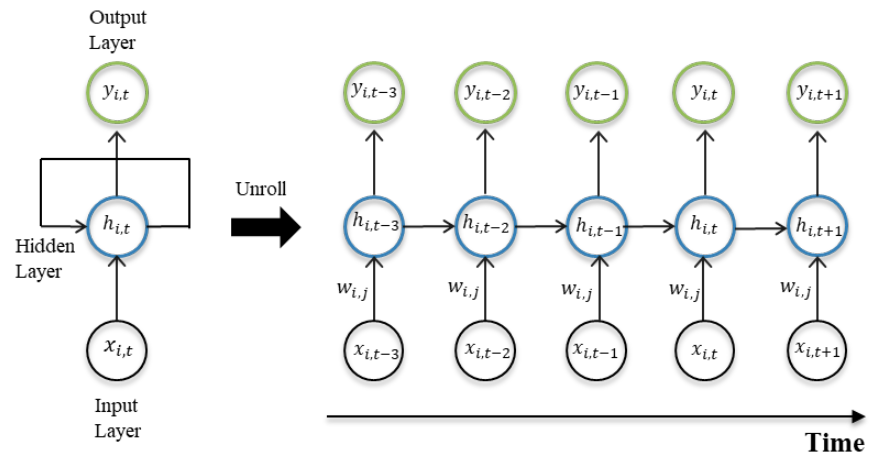 Output
Layer
y_{i,t}
h_{i,t}
Hidden
Layer
x_{i,t}
Input
Layer
Unroll
y_{i,t−3} y_{i,t−2} y_{i,t−1} y_{i,t} y_{i,t+1}
h_{i,t−3} h_{i,t−2} h_{i,t−1} h_{i,t} h_{i,t+1}
w_{i,j} w_{i,j} w_{i,j} w_{i,j} w_{i,j}
x_{i,t−3} x_{i,t−2} x_{i,t−1} x_{i,t} x_{i,t+1}
Time